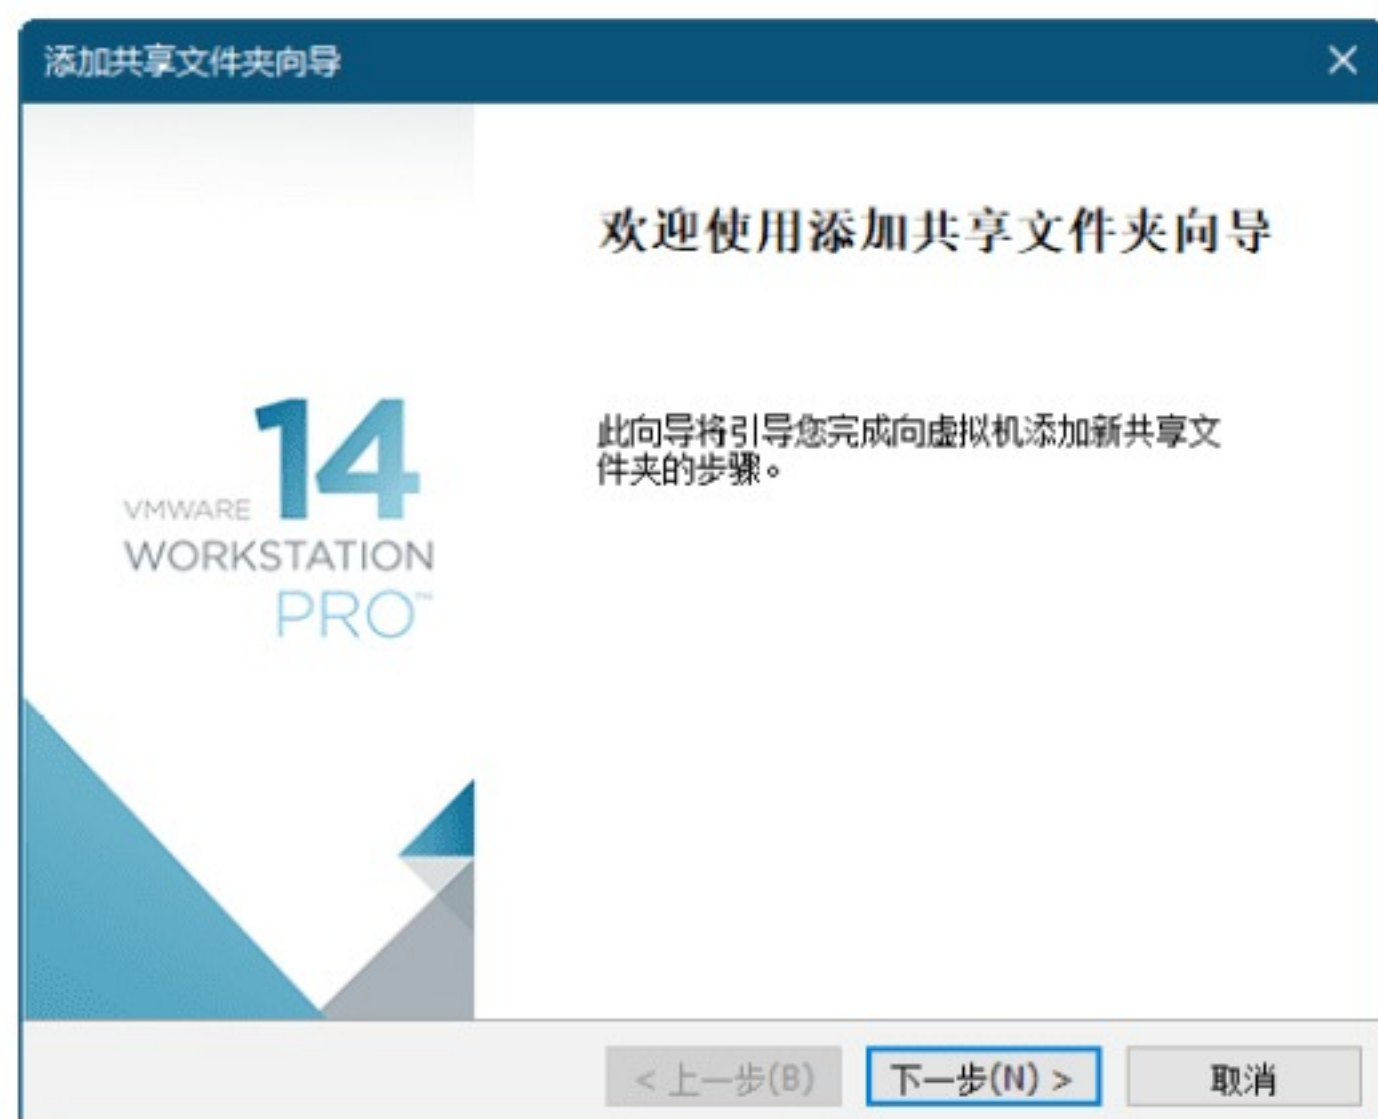 添加共享文件夹向导
欢迎使用添加共享文件夹向导
此向导将引导您完成向虚拟机添加新共享文
件夹的步骤。
14
VMWARE
WORKSTATION
PRO™
< 上一步(B)
下一步(N) >
取消